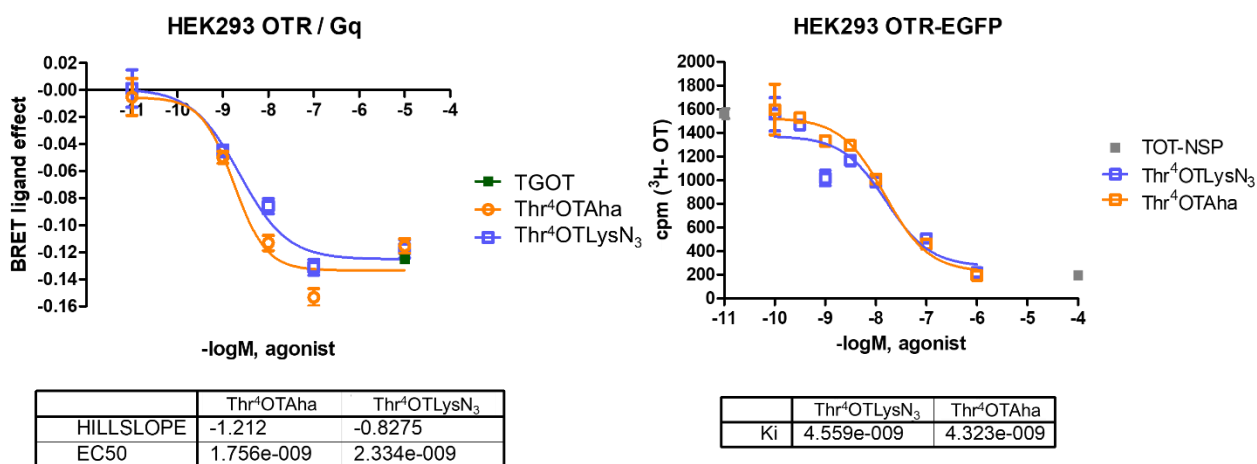 HEK293 OTR / Gq
0.02
-0.00
-0.02
-0.04
-0.06
-0.08
-0.10
-0.12
-0.14
-0.16
-11 -10 -9 -8 -7 -6 -5 -4
BRET ligand effect
-logM, agonist
TGOT
Thr⁴OTAha
Thr⁴OTLysN₃
Thr⁴OTAha Thr⁴OTLysN₃
HILLSLOPE -1.212 -0.8275
EC50 1.756e-009 2.334e-009
HEK293 OTR-EGFP
2000
1800
1600
1400
1200
1000
800
600
400
200
0
-11 -10 -9 -8 -7 -6 -5 -4
cpm (³H- OT)
-logM, agonist
TOT-NSP
Thr⁴OTLysN₃
Thr⁴OTAha
Thr⁴OTLysN₃ Thr⁴OTAha
Ki 4.559e-009 4.323e-009